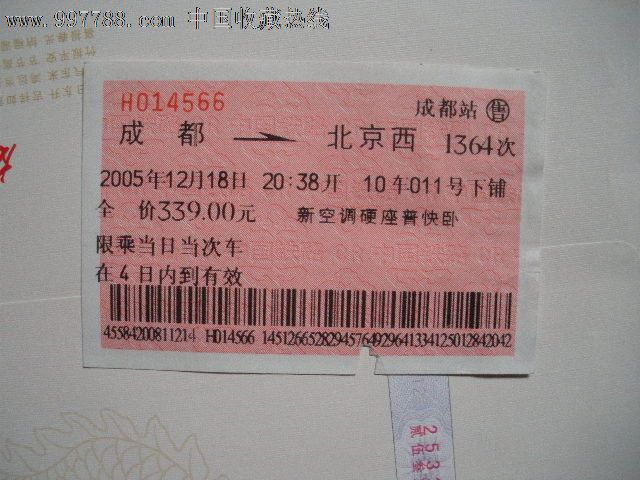 www.997788.com 中国收藏热线
H014566
成都站 售
成都 北京西 1364次
2005年12月18日 20:38开 10车011号下铺
全 价339.00元 新空调硬座普快卧
限乘当日当次车
在4日内到有效
45584200811214 H014566 14512665282945764929641334125012842042